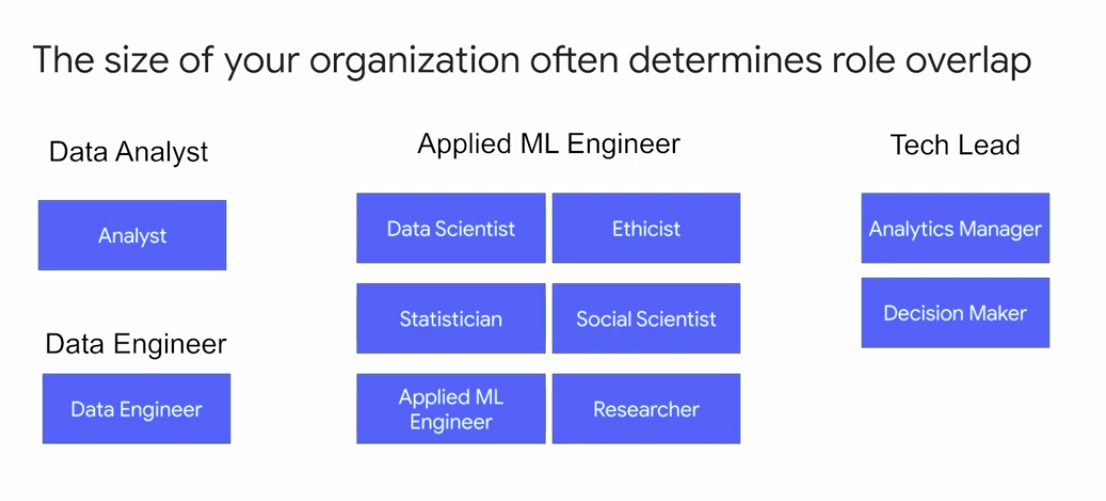 The size of your organization often determines role overlap
Data Analyst
Analyst
Data Engineer
Data Engineer
Applied ML Engineer
Data Scientist
Ethicist
Statistician
Social Scientist
Applied ML
Engineer
Researcher
Tech Lead
Analytics Manager
Decision Maker